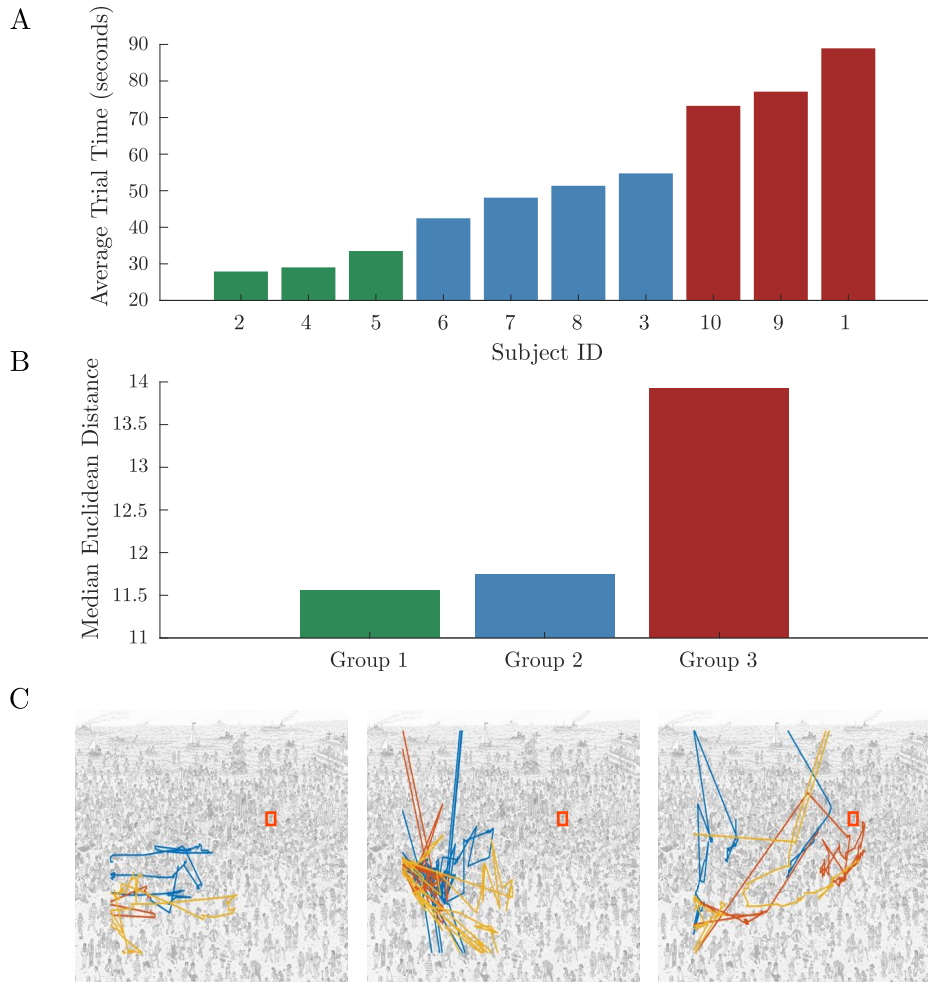 A
Average Trial Time (seconds)
90
80
70
60
50
40
30
20
2 4 5 6 7 8 3 10 9 1
Subject ID
B
Median Euclidean Distance
14
13.5
13
12.5
12
11.5
11
Group 1 Group 2 Group 3
C